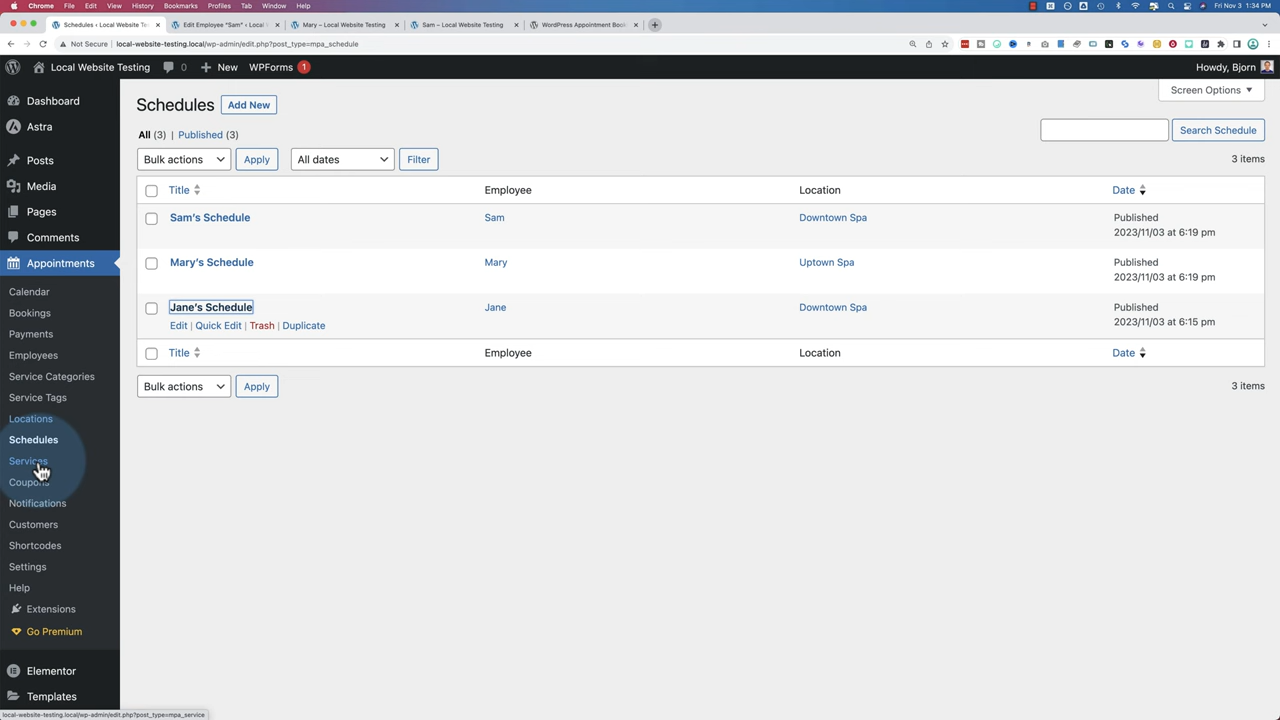 Chrome File Edit View History Bookmarks Profiles Tab Window Help Fri Nov 3 1:34 PM
Schedules ‹ Local Website Te Edit Employee "Sam" ‹ Local Mary – Local Website Testing Sam – Local Website Testing WordPress Appointment Book
Not Secure local-website-testing.local/wp-admin/edit.php?post_type=mpa_schedule
Local Website Testing 0 New WPForms 1 Howdy, Bjorn
Screen Options
Dashboard
Astra
Posts
Media
Pages
Comments
Appointments
Calendar
Bookings
Payments
Employees
Service Categories
Service Tags
Locations
Schedules
Services
Coupons
Notifications
Customers
Shortcodes
Settings
Help
Extensions
Go Premium
Elementor
Templates
Schedules Add New
All (3) | Published (3)
Search Schedule
Bulk actions Apply All dates Filter
3 items
Title Employee Location Date
Sam's Schedule Sam Downtown Spa Published
2023/11/03 at 6:19 pm
Mary's Schedule Mary Uptown Spa Published
2023/11/03 at 6:19 pm
Jane's Schedule Jane Downtown Spa Published
Edit | Quick Edit | Trash | Duplicate 2023/11/03 at 6:15 pm
Title Employee Location Date
Bulk actions Apply
3 items
local-website-testing.local/wp-admin/edit.php?post_type=mpa_service